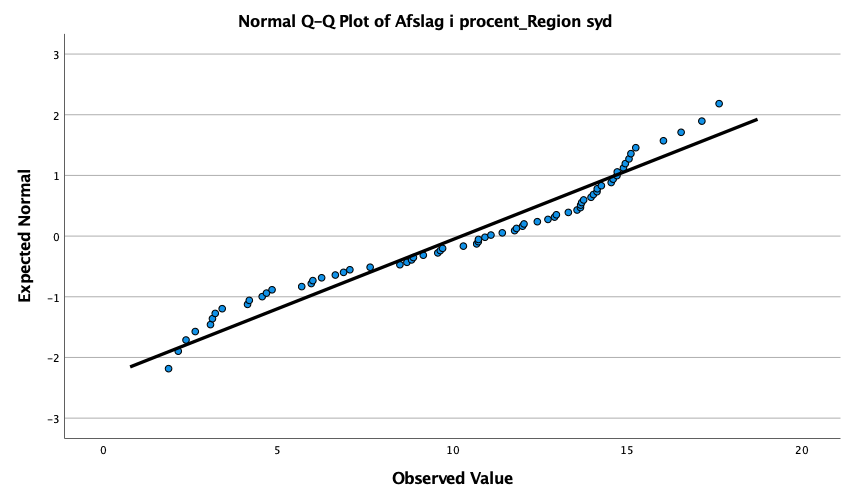 Normal Q-Q Plot of Afslag i procent_Region syd
3
2
1
0
-1
-2
-3
Expected Normal
0 5 10 15 20
Observed Value